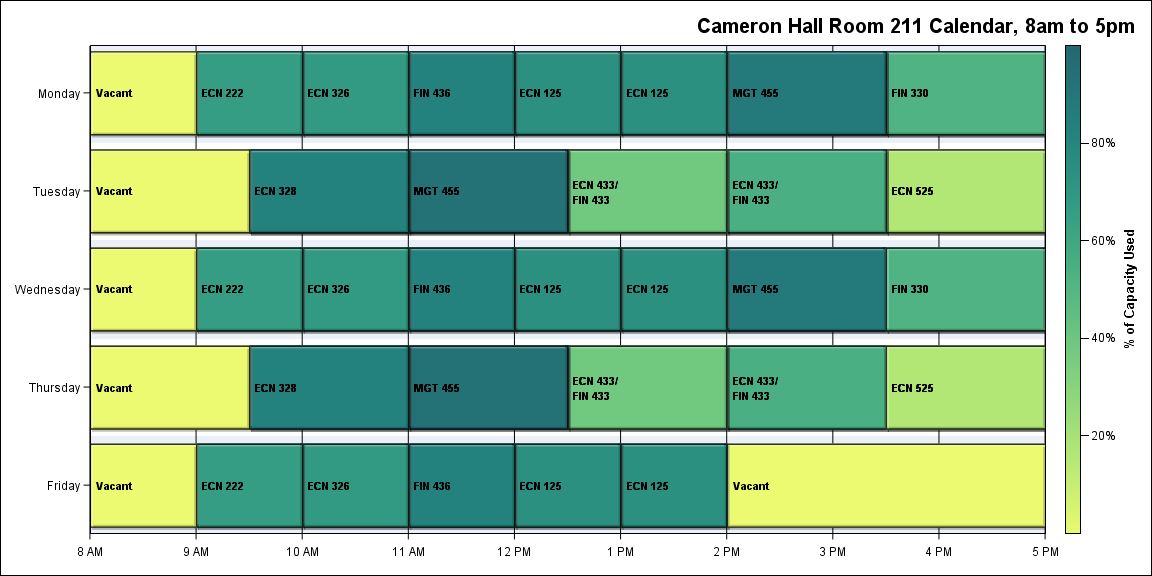 Cameron Hall Room 211 Calendar, 8am to 5pm
Monday
Vacant
ECN 222
ECN 326
FIN 436
ECN 125
ECN 125
MGT 455
FIN 330
Tuesday
Vacant
ECN 328
MGT 455
ECN 433/
FIN 433
ECN 433/
FIN 433
ECN 525
Wednesday
Vacant
ECN 222
ECN 326
FIN 436
ECN 125
ECN 125
MGT 455
FIN 330
Thursday
Vacant
ECN 328
MGT 455
ECN 433/
FIN 433
ECN 433/
FIN 433
ECN 525
Friday
Vacant
ECN 222
ECN 326
FIN 436
ECN 125
ECN 125
Vacant
8 AM
9 AM
10 AM
11 AM
12 PM
1 PM
2 PM
3 PM
4 PM
5 PM
80%
60%
40%
20%
% of Capacity Used